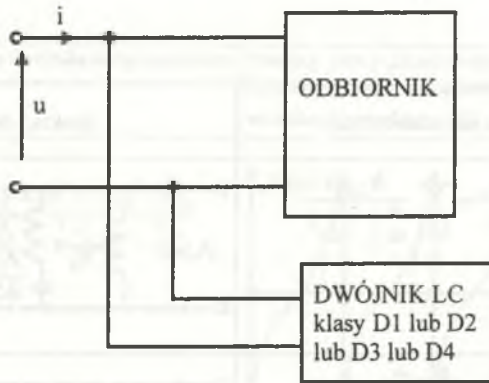 i
u
ODBIORNIK
DWÓJNIK LC
klasy D1 lub D2
lub D3 lub D4